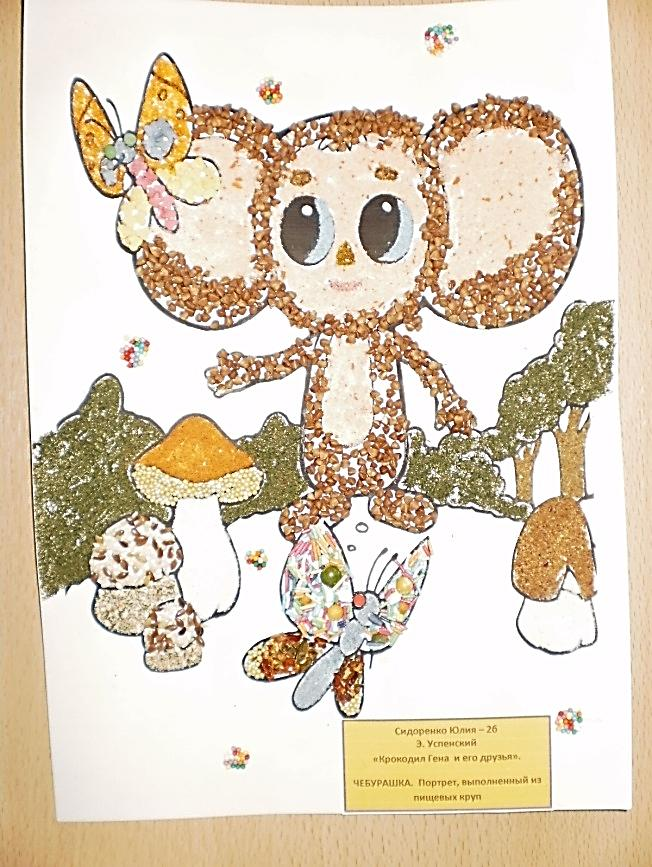 Сидоренко Юлия – 2б
Э. Успенский
«Крокодил Гена  и его друзья».
ЧЕБУРАШКА.  Портрет, выполненный из
пищевых круп